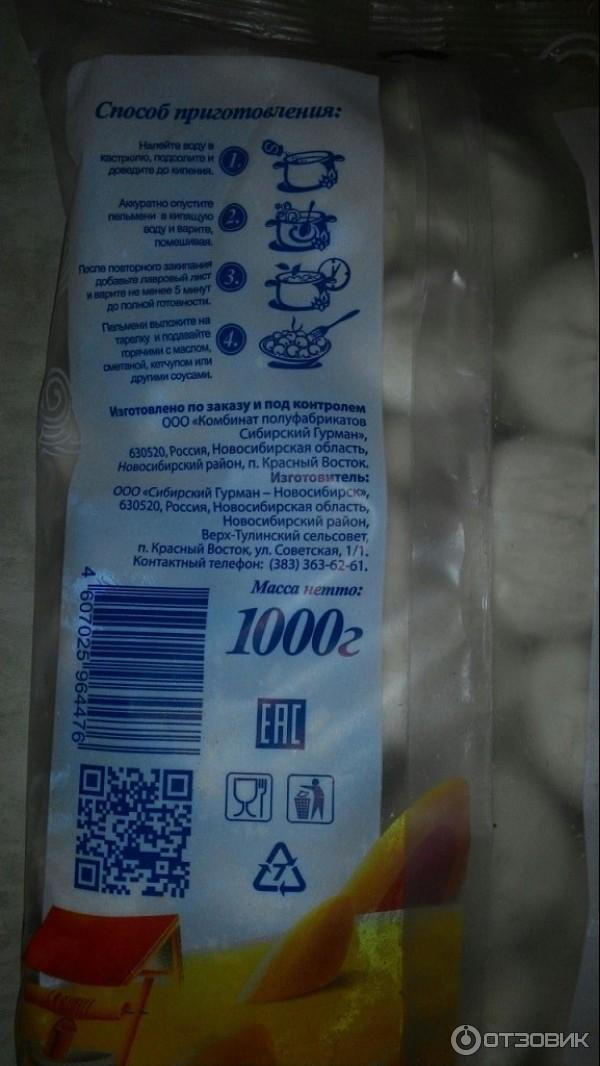 Способ приготовления:
Налейте воду в
кастрюлю, подсолите и
доведите до кипения.
1.
Аккуратно опустите
пельмени в кипящую
воду и варите,
помешивая.
2.
После повторного закипания
добавьте лавровый лист
и варите не менее 5 минут
до полной готовности.
3.
Пельмени выложите на
тарелку и подавайте
горячими с маслом,
сметаной, кетчупом или
другими соусами.
4.
Изготовлено по заказу и под контролем
ООО «Комбинат полуфабрикатов
Сибирский Гурман»,
630520, Россия, Новосибирская область,
Новосибирский район, п. Красный Восток.
Изготовитель:
ООО «Сибирский Гурман – Новосибирск»,
630520, Россия, Новосибирская область,
Новосибирский район,
Верх-Тулинский сельсовет,
п. Красный Восток, ул. Советская, 1/1.
Контактный телефон: (383) 363-62-61.
Масса нетто:
1000г
4 607025 964476
EAC
7
ОТЗОВИК